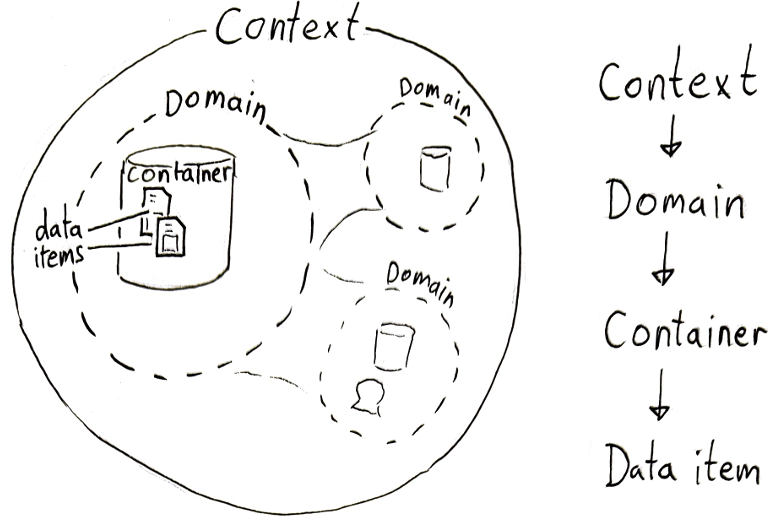 Context
Domain
Domain
container
data
items
Domain
Context
Domain
Container
Data item